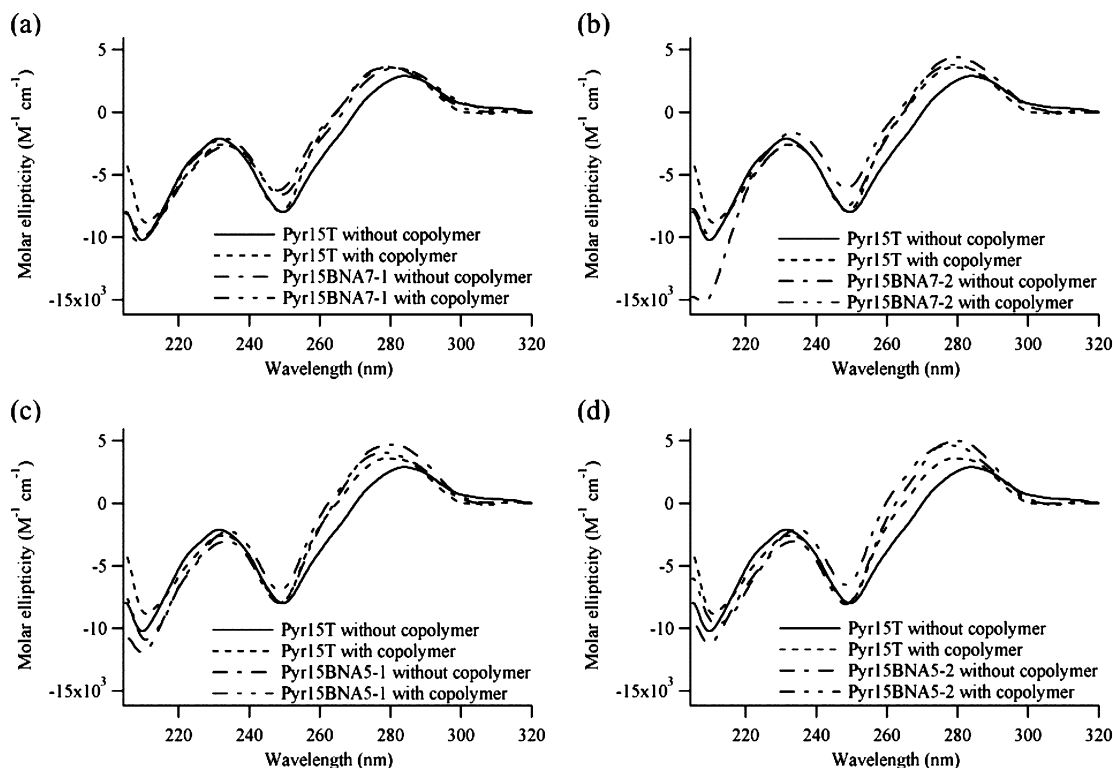 (a)
Molar ellipticity (M⁻¹ cm⁻¹)
5
0
-5
-10
-15x10³
Pyr15T without copolymer
Pyr15T with copolymer
Pyr15BNA7-1 without copolymer
Pyr15BNA7-1 with copolymer
220 240 260 280 300 320
Wavelength (nm)
(b)
Molar ellipticity (M⁻¹ cm⁻¹)
5
0
-5
-10
-15x10³
Pyr15T without copolymer
Pyr15T with copolymer
Pyr15BNA7-2 without copolymer
Pyr15BNA7-2 with copolymer
220 240 260 280 300 320
Wavelength (nm)
(c)
Molar ellipticity (M⁻¹ cm⁻¹)
5
0
-5
-10
-15x10³
Pyr15T without copolymer
Pyr15T with copolymer
Pyr15BNA5-1 without copolymer
Pyr15BNA5-1 with copolymer
220 240 260 280 300 320
Wavelength (nm)
(d)
Molar ellipticity (M⁻¹ cm⁻¹)
5
0
-5
-10
-15x10³
Pyr15T without copolymer
Pyr15T with copolymer
Pyr15BNA5-2 without copolymer
Pyr15BNA5-2 with copolymer
220 240 260 280 300 320
Wavelength (nm)